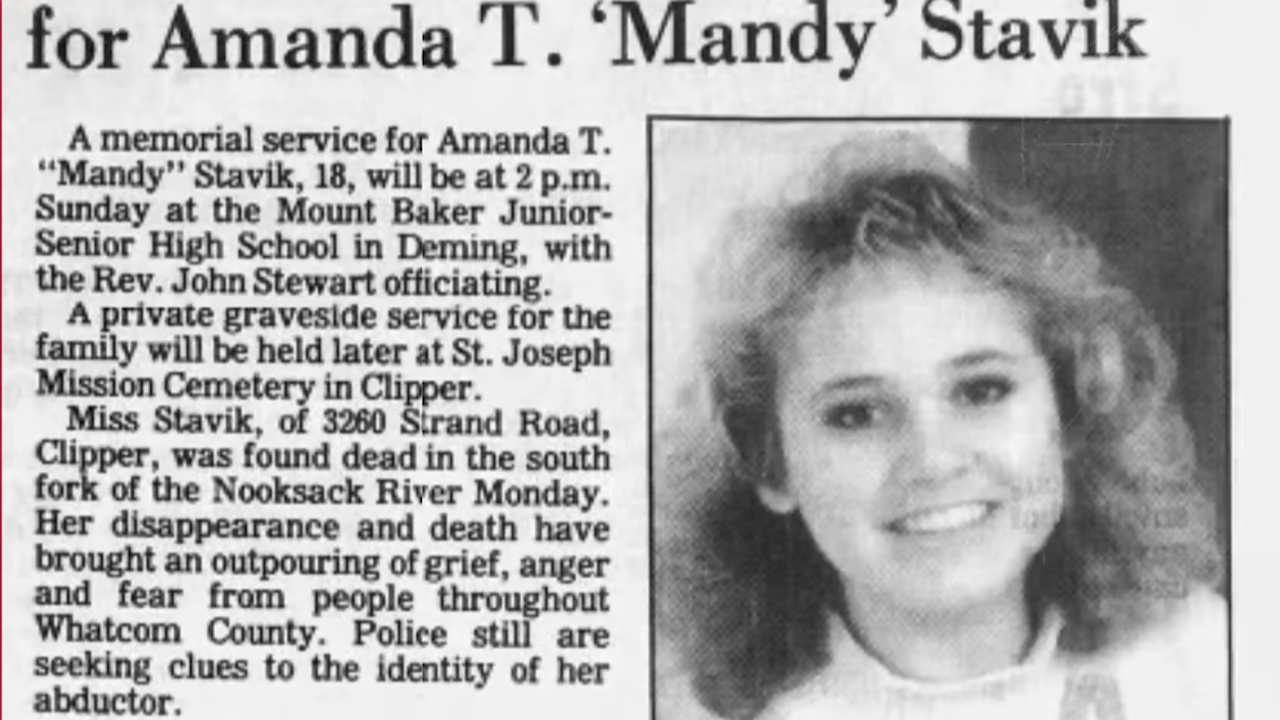 for Amanda T. ‘Mandy’ Stavik
A memorial service for Amanda T.
“Mandy” Stavik, 18, will be at 2 p.m.
Sunday at the Mount Baker Junior-
Senior High School in Deming, with
the Rev. John Stewart officiating.
A private graveside service for the
family will be held later at St. Joseph
Mission Cemetery in Clipper.
Miss Stavik, of 3260 Strand Road,
Clipper, was found dead in the south
fork of the Nooksack River Monday.
Her disappearance and death have
brought an outpouring of grief, anger
and fear from people throughout
Whatcom County. Police still are
seeking clues to the identity of her
abductor.